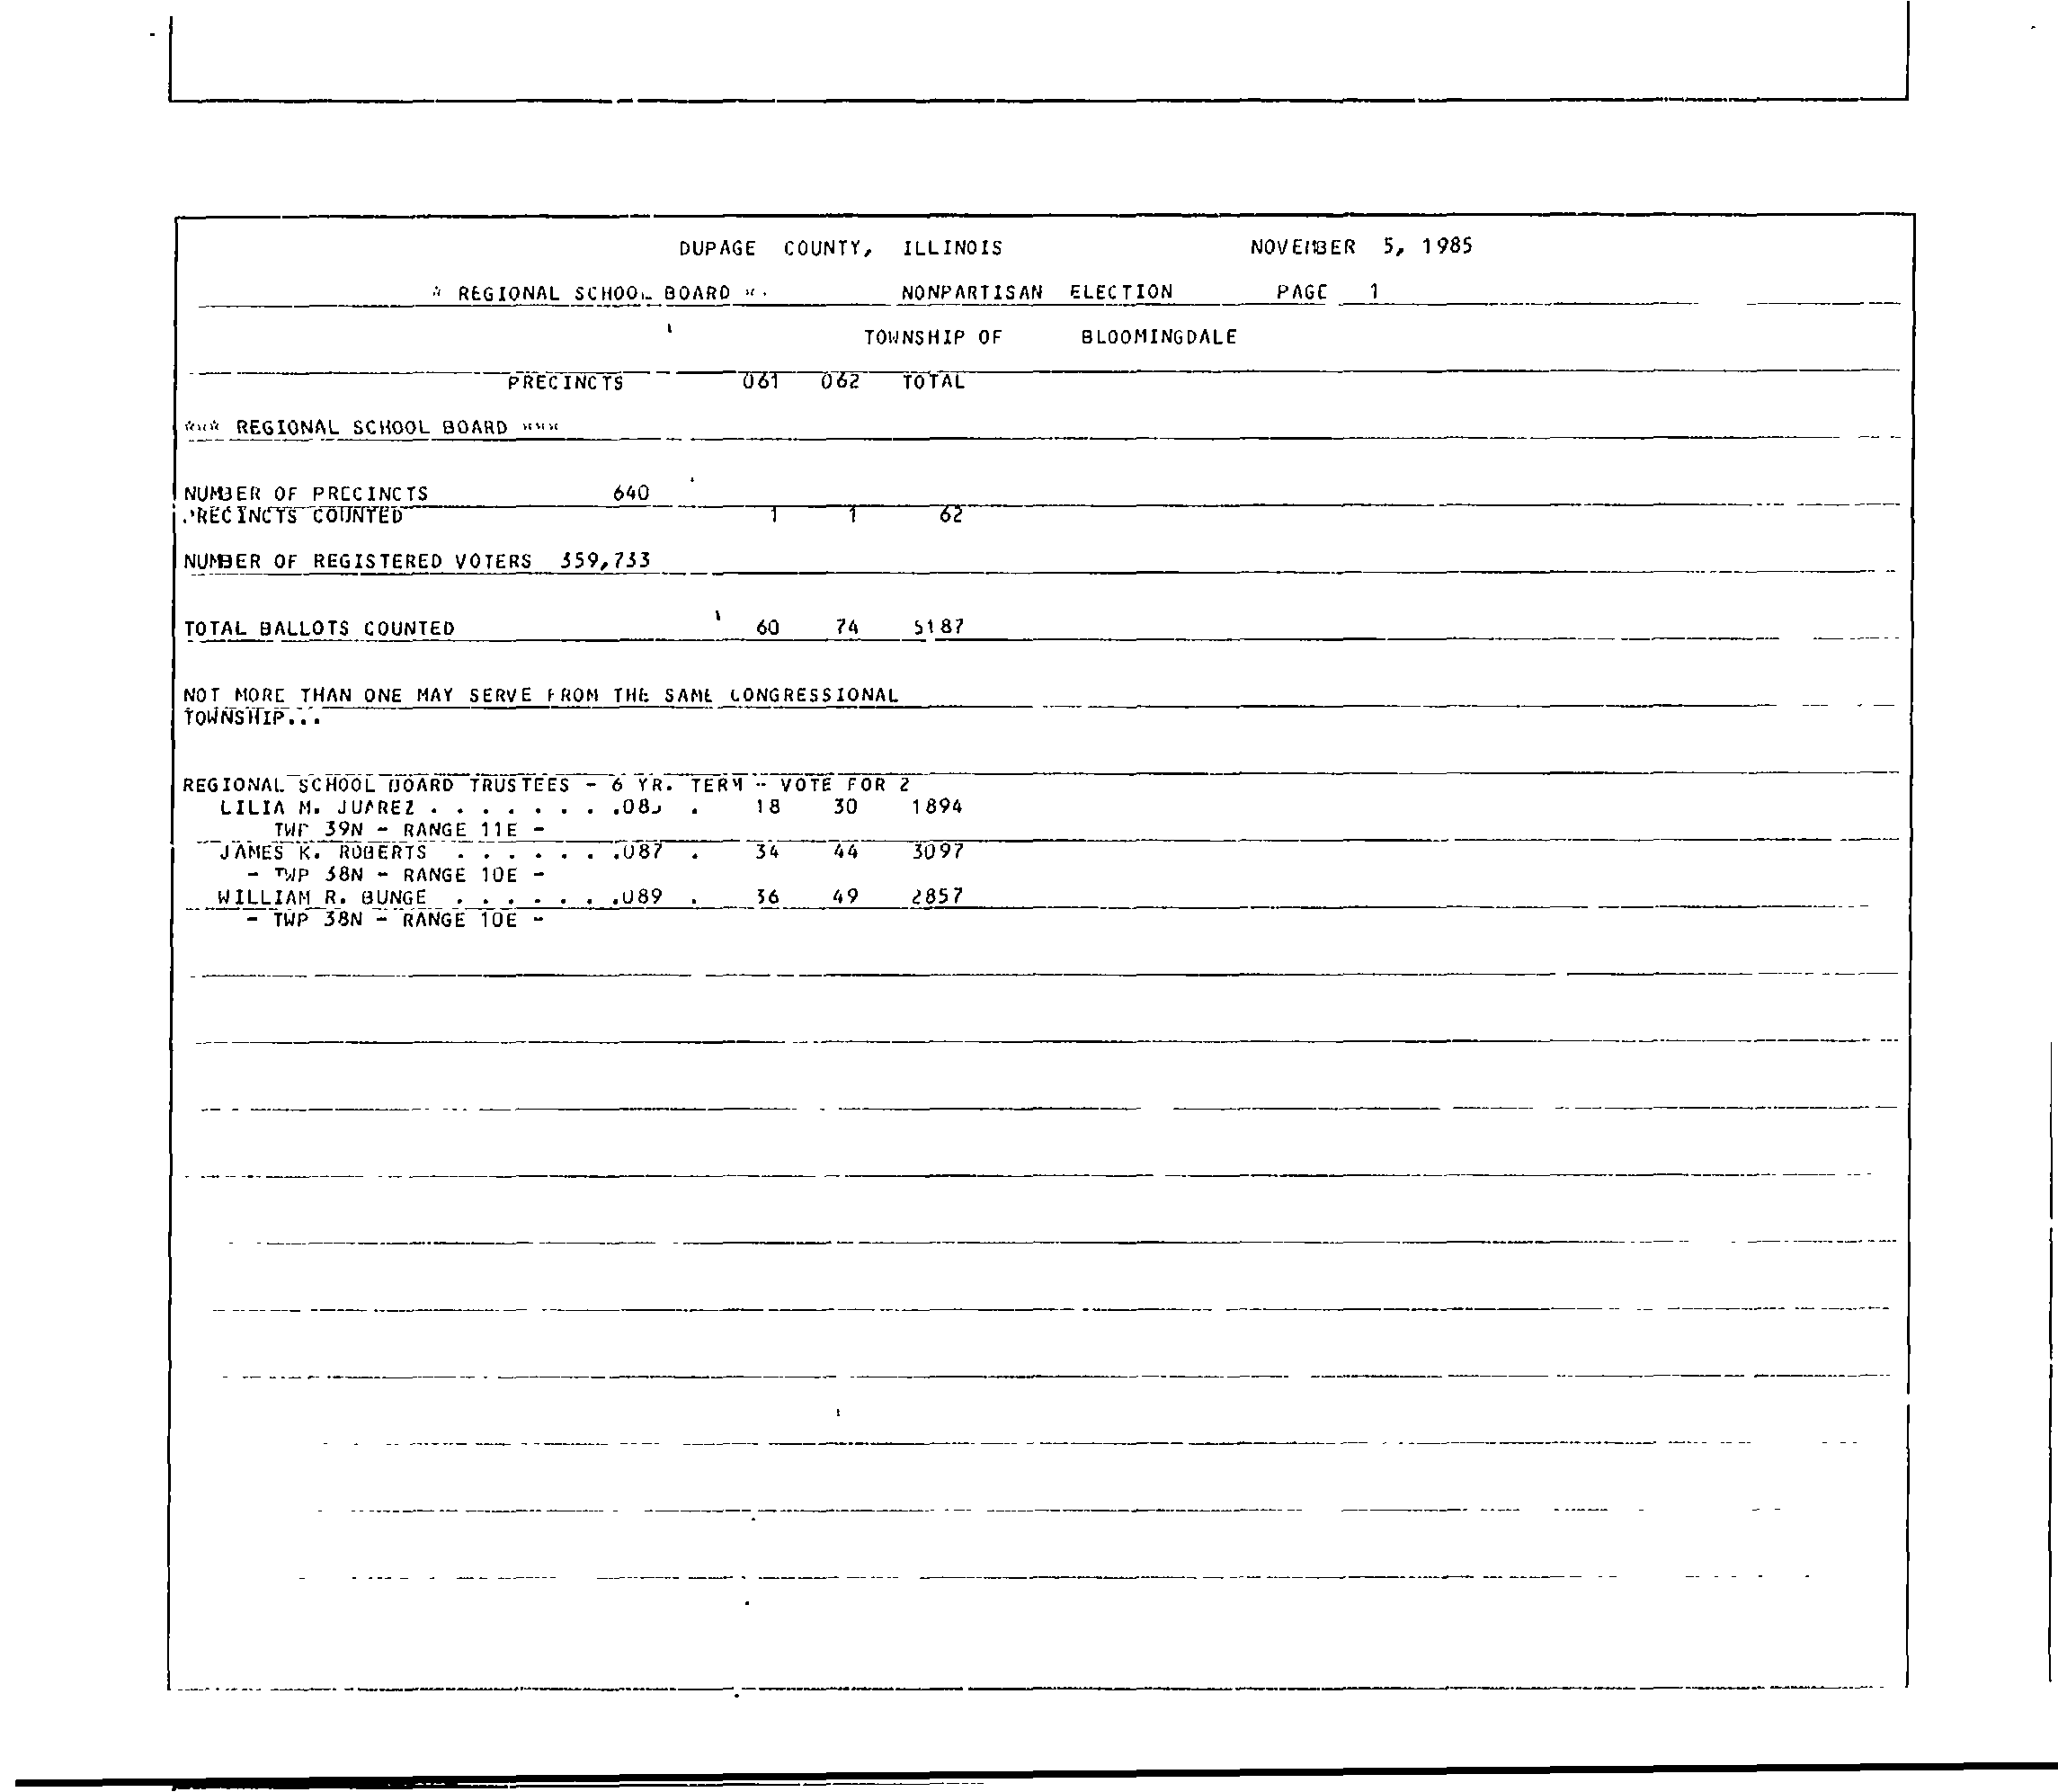 DUPAGE COUNTY, ILLINOIS NOVEMBER 5, 1985
* REGIONAL SCHOOL BOARD * NONPARTISAN ELECTION PAGE 1
TOWNSHIP OF BLOOMINGDALE
PRECINCTS 061 062 TOTAL
*** REGIONAL SCHOOL BOARD ***
NUMBER OF PRECINCTS 640
PRECINCTS COUNTED 1 1 62
NUMBER OF REGISTERED VOTERS 359,733
TOTAL BALLOTS COUNTED 60 74 5187
NOT MORE THAN ONE MAY SERVE FROM THE SAME CONGRESSIONAL
TOWNSHIP...
REGIONAL SCHOOL BOARD TRUSTEES - 6 YR. TERM - VOTE FOR 2
LILIA M. JUAREZ . . . . . . . . . 18 30 1894
TWP 39N - RANGE 11E -
JAMES K. ROBERTS . . . . . . .087 . 34 44 3097
- TWP 38N - RANGE 10E -
WILLIAM R. BUNGE . . . . . . .089 . 36 49 2857
- TWP 38N - RANGE 10E -